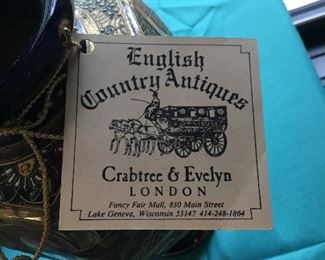 English
Country Antiques
Crabtree & Evelyn
LONDON
Fancy Fair Mall, 830 Main Street
Lake Geneva, Wisconsin 53147 414-248-1864